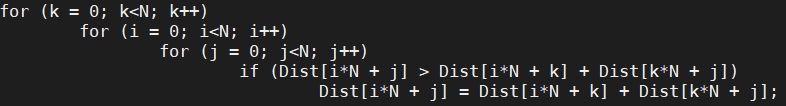 for (k = 0; k<N; k++)
        for (i = 0; i<N; i++)
                for (j = 0; j<N; j++)
                        if (Dist[i*N + j] > Dist[i*N + k] + Dist[k*N + j])
                                Dist[i*N + j] = Dist[i*N + k] + Dist[k*N + j];